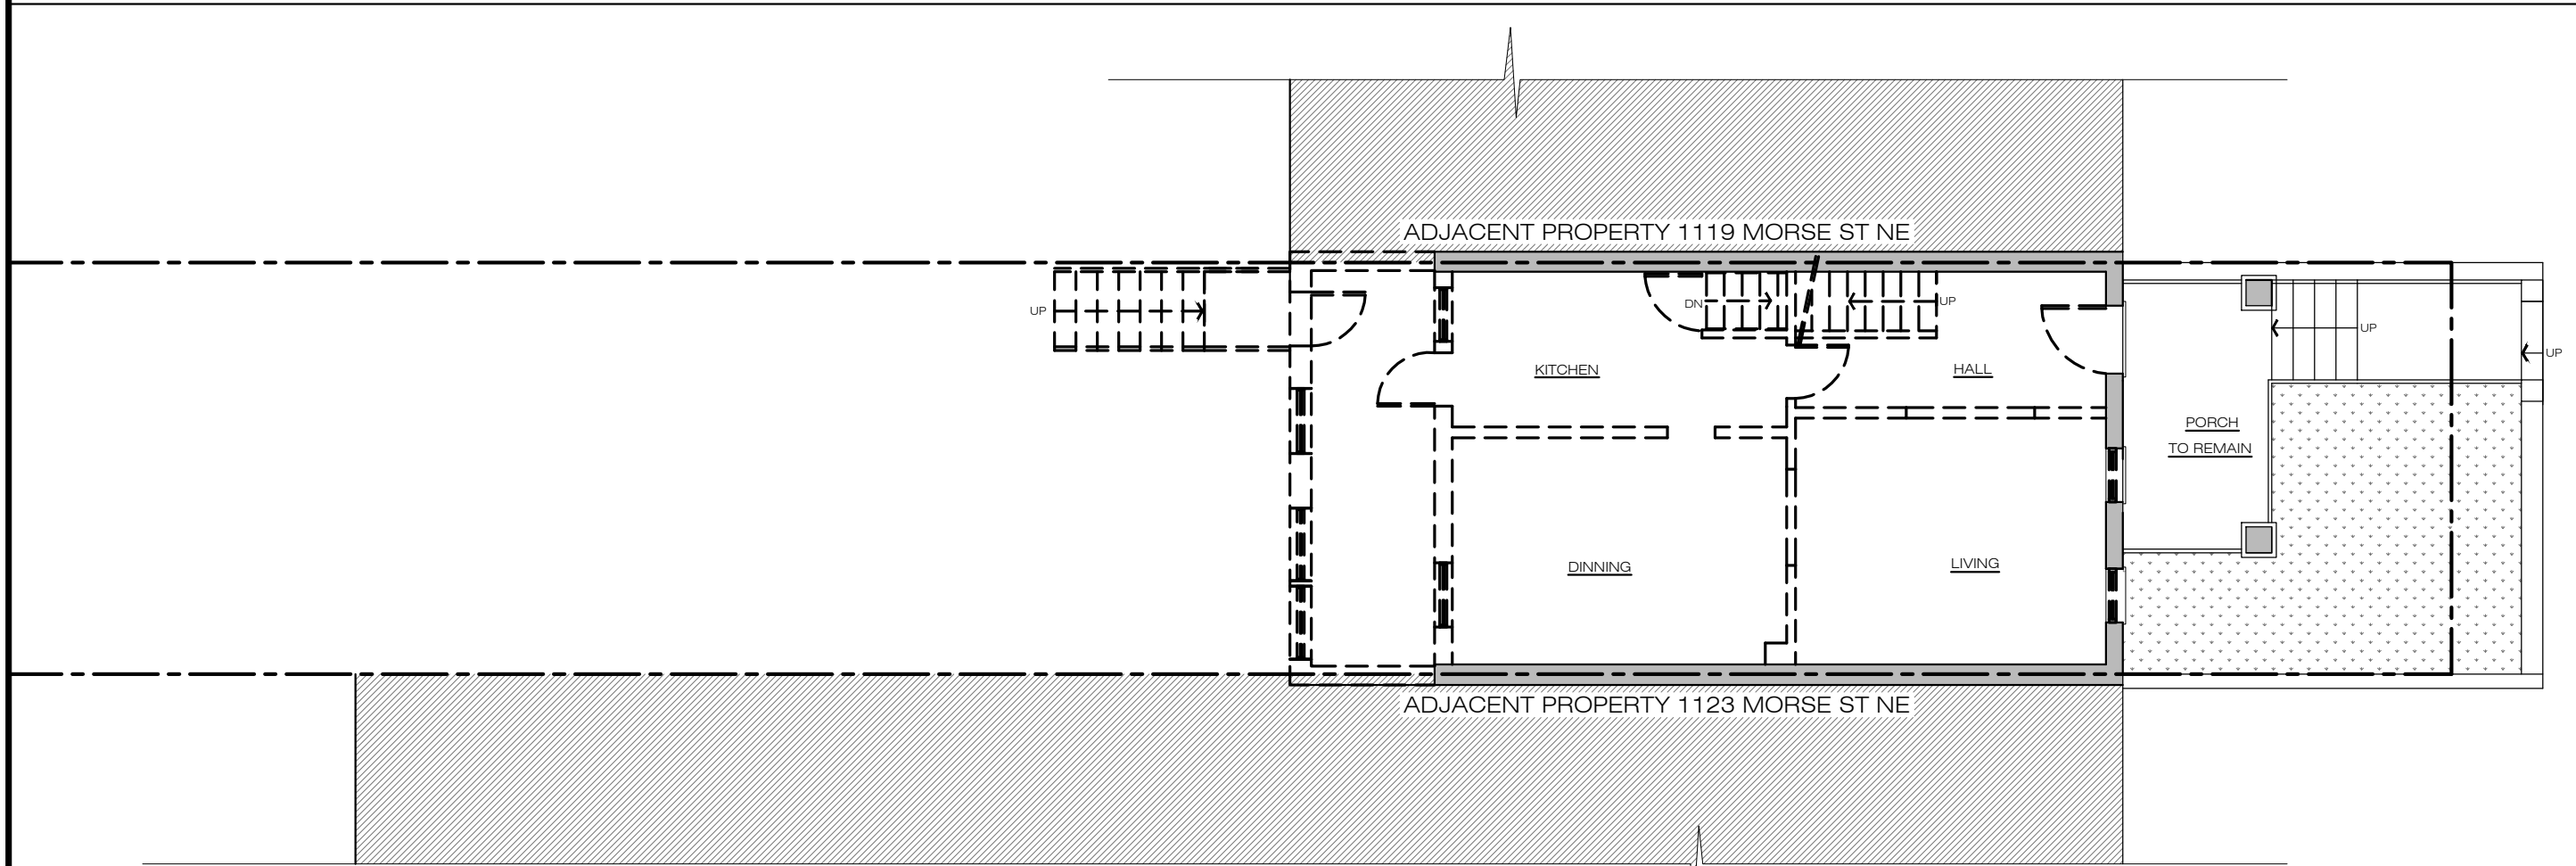 ADJACENT PROPERTY 1119 MORSE ST NE
UP
DN
UP
UP
UP
KITCHEN
HALL
PORCH
TO REMAIN
DINNING
LIVING
ADJACENT PROPERTY 1123 MORSE ST NE